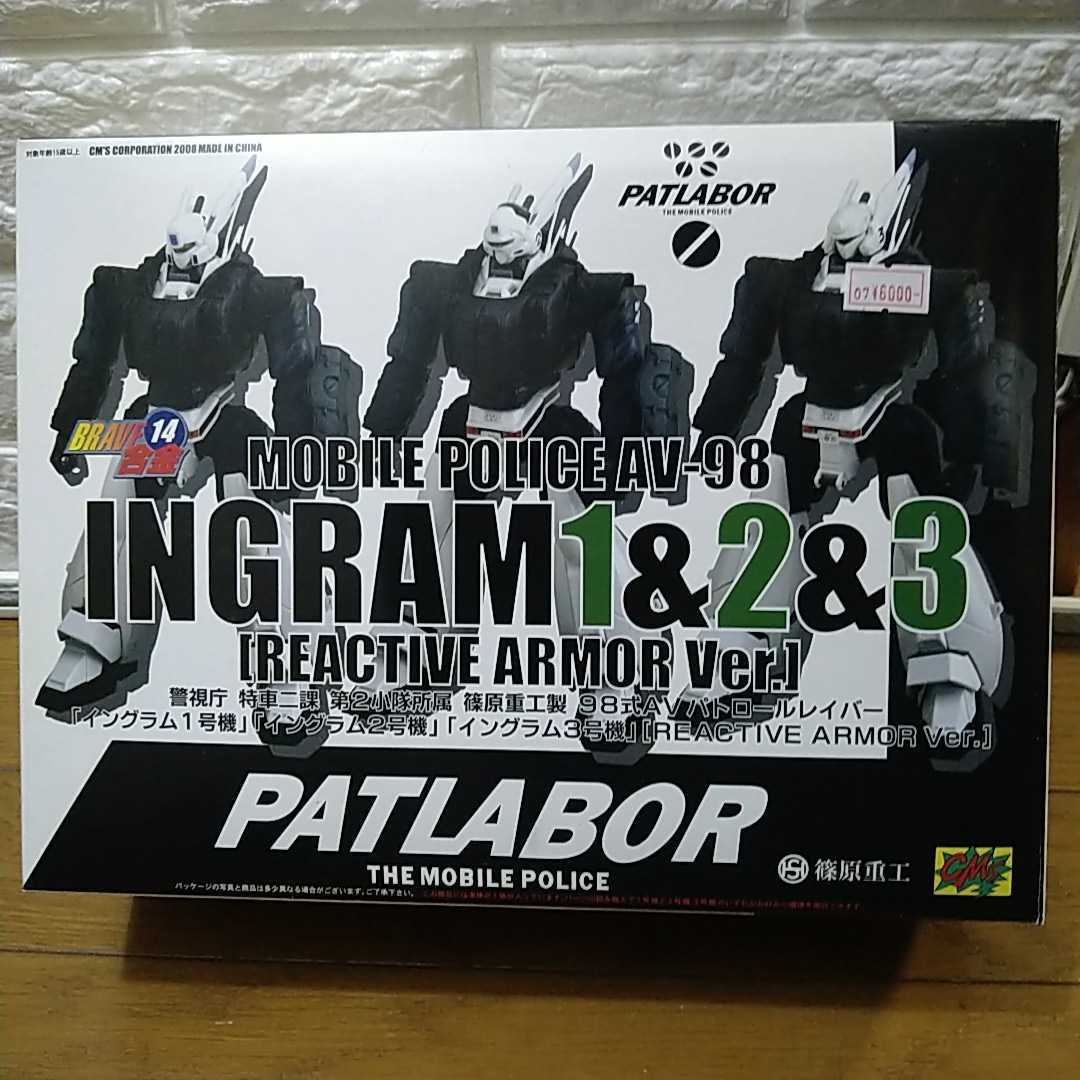 対象年齢15歳以上 CM'S CORPORATION 2008 MADE IN CHINA
PATLABOR
THE MOBILE POLICE
07 ¥6000-
3
BRAVE 14
合金
MOBILE POLICE AV-98
INGRAM1&2&3
[REACTIVE ARMOR Ver.]
警視庁 特車二課 第2小隊所属 篠原重工製 98式AVパトロールレイバー
「イングラム1号機」「イングラム2号機」「イングラム3号機」[REACTIVE ARMOR Ver.]
PATLABOR
THE MOBILE POLICE
篠原重工
CM's
パッケージの写真と商品は多少異なる場合がございます。ご了承下さい。